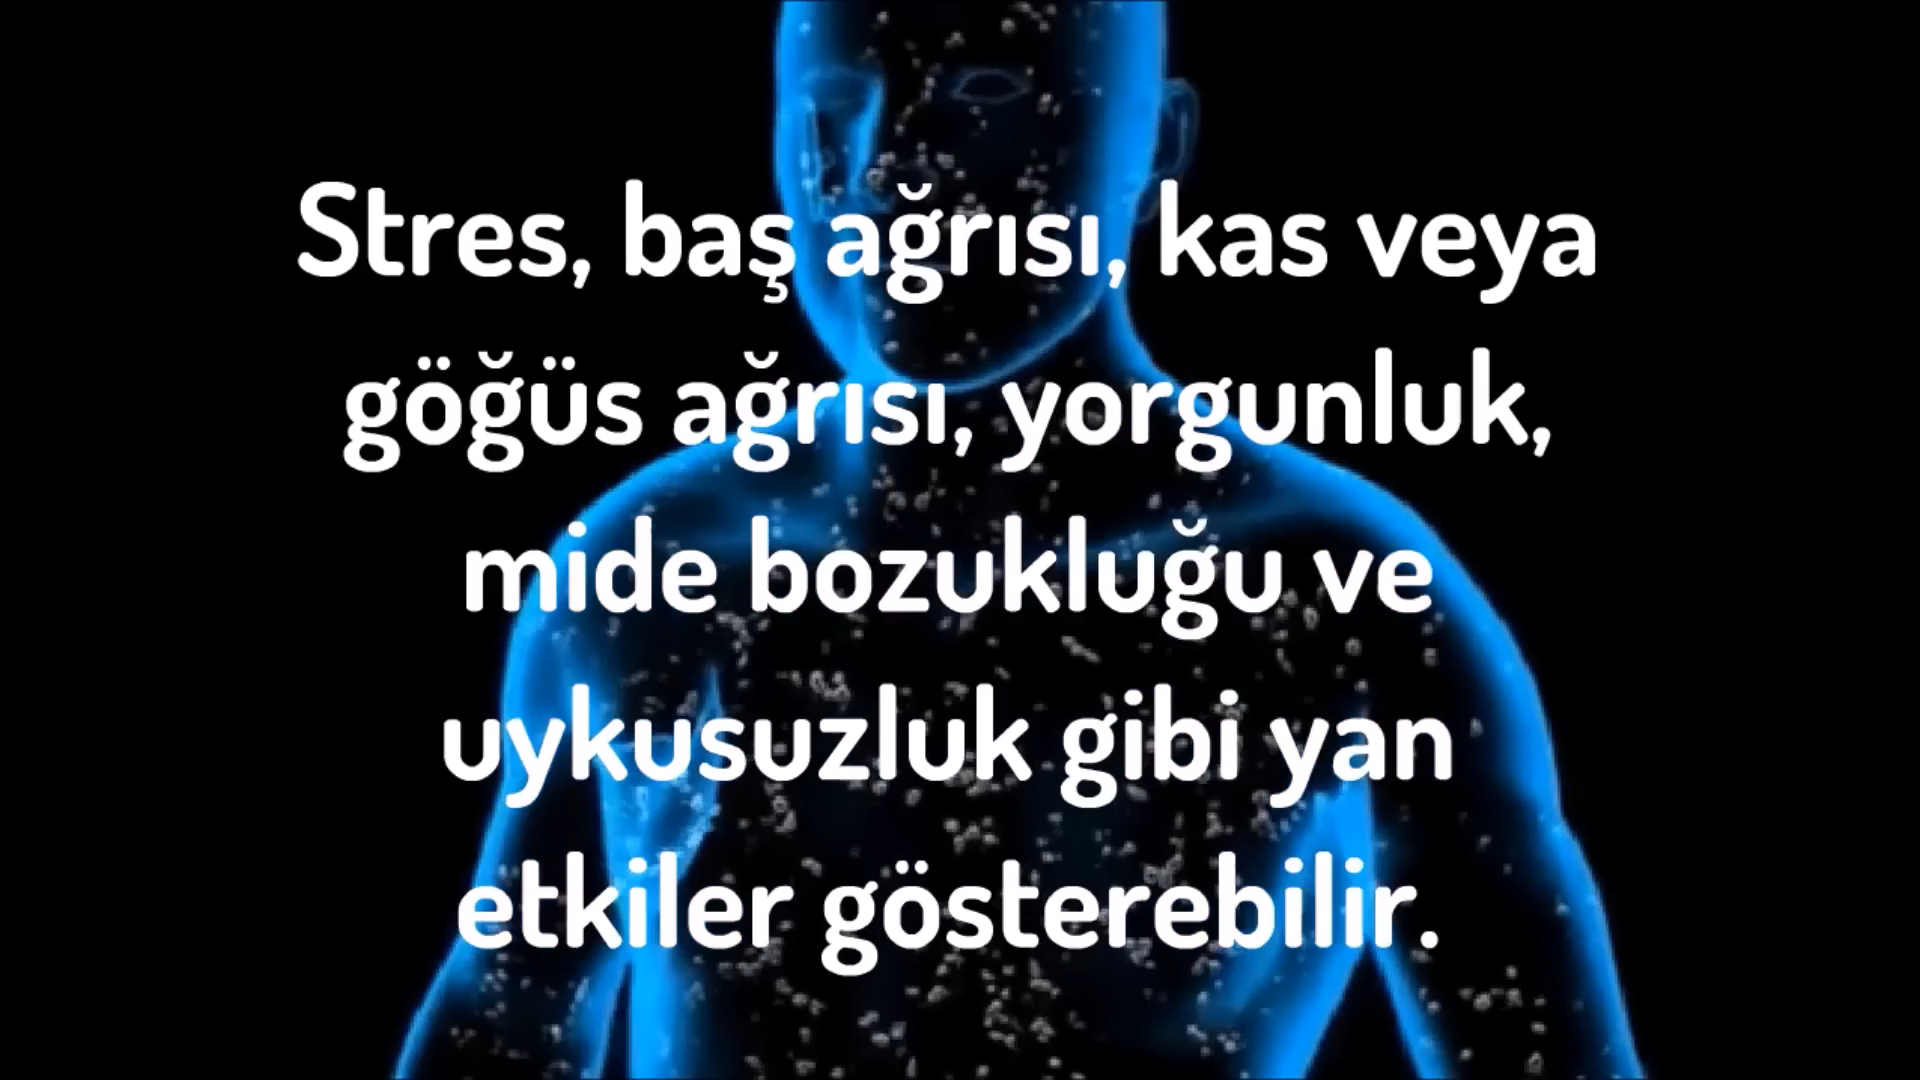 Stres, baş ağrısı, kas veya
göğüs ağrısı, yorgunluk,
mide bozukluğu ve
uykusuzluk gibi yan
etkiler gösterebilir.